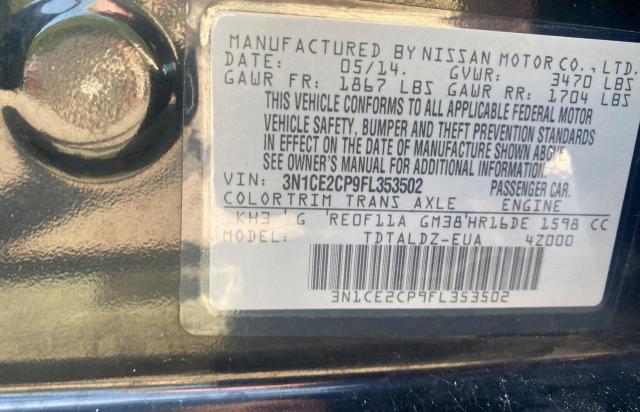 MANUFACTURED BY NISSAN MOTOR CO., LTD.
DATE: 05/14. GVWR: 3470 LBS
GAWR FR: 1867 LBS GAWR RR: 1704 LBS
THIS VEHICLE CONFORMS TO ALL APPLICABLE FEDERAL MOTOR
VEHICLE SAFETY, BUMPER AND THEFT PREVENTION STANDARDS
IN EFFECT ON THE DATE OF MANUFACTURE SHOWN ABOVE.
SEE OWNERS MANUAL FOR ADDITIONAL INFORMATION.
VIN: 3N1CE2CP9FL353502 PASSENGER CAR.
COLORTRIM TRANS AXLE ENGINE
KH3 'G 'RE0F11A GM38'HR16DE 1598 CC
MODEL: TDTALDZ-EUA 4Z000
3N1CE2CP9FL353502